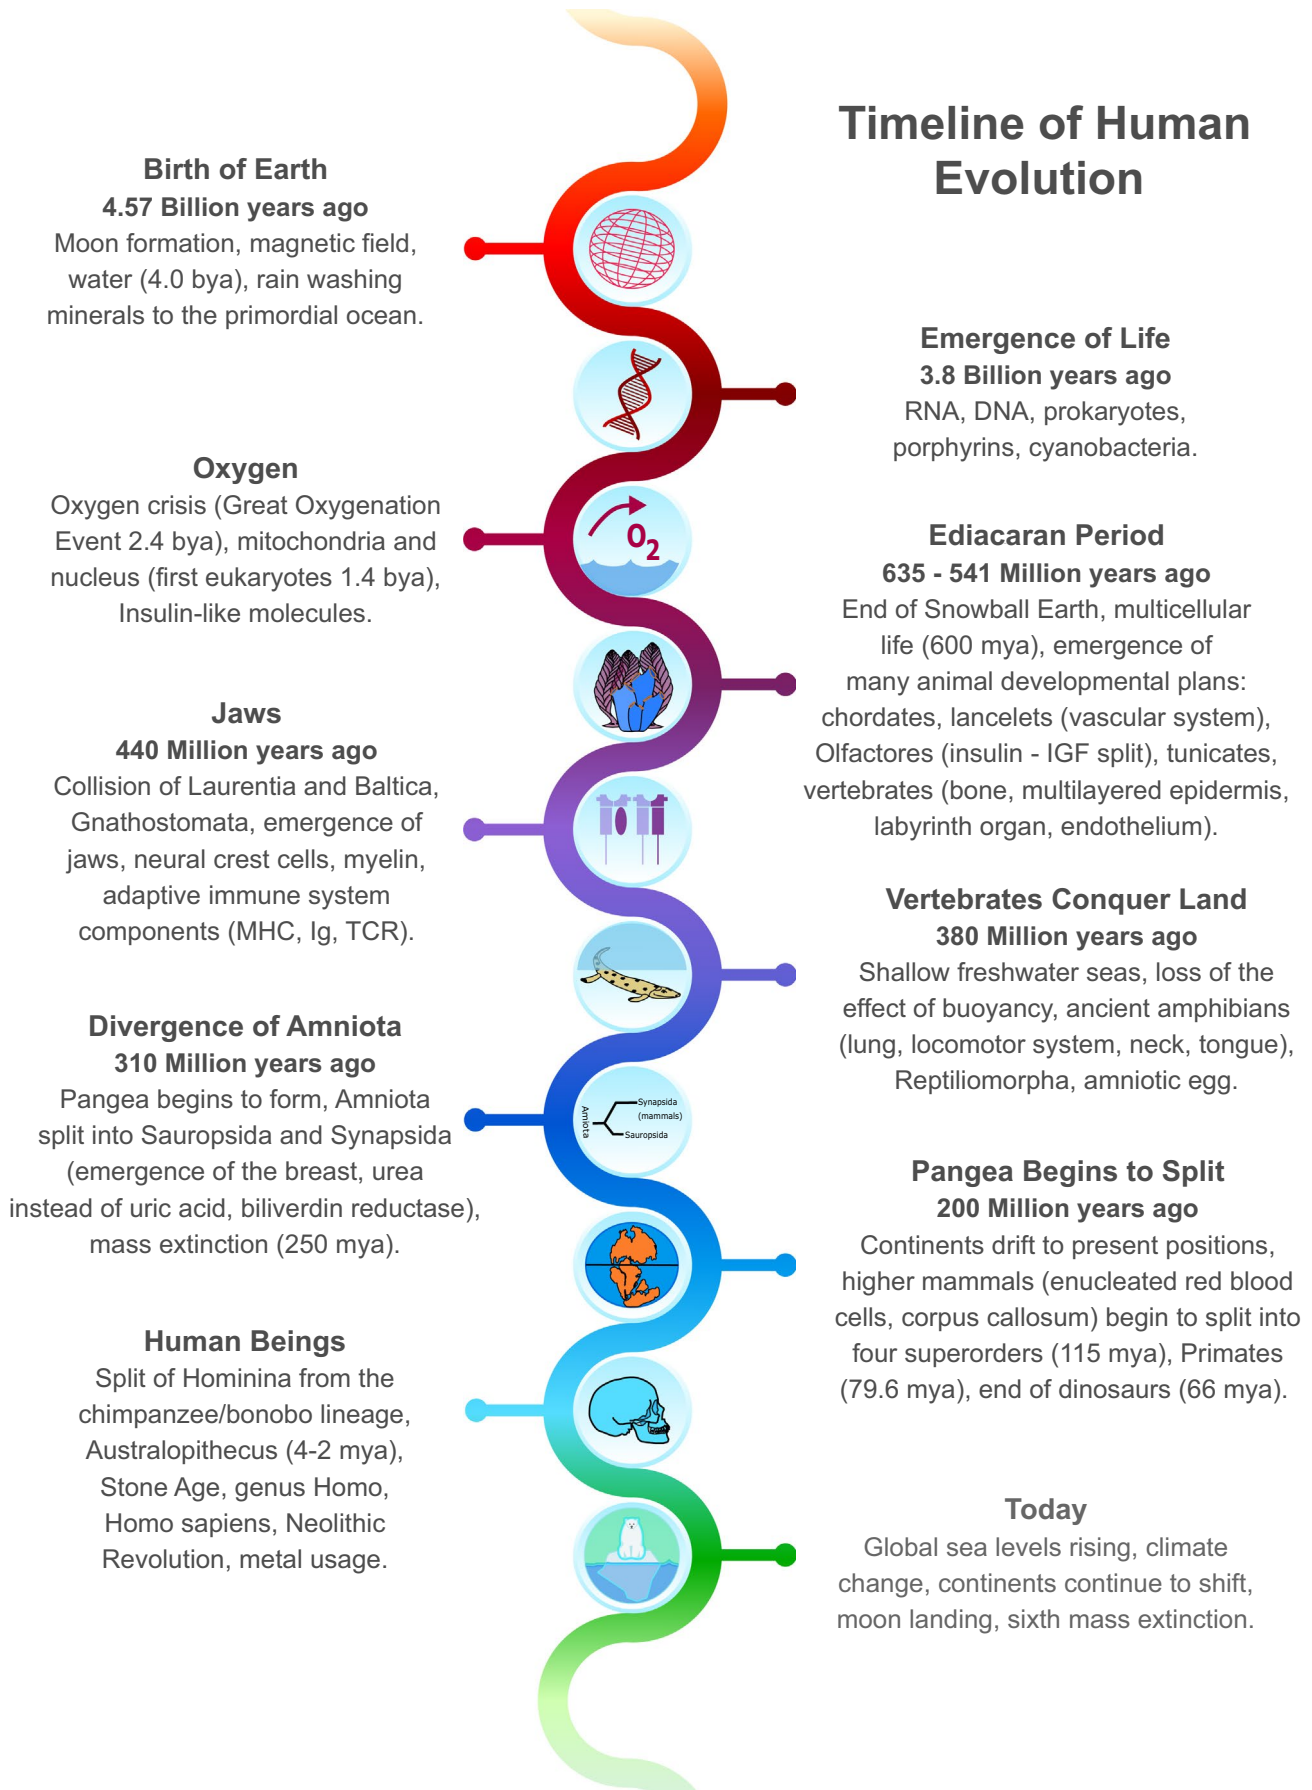 Timeline of Human
Evolution
Birth of Earth
4.57 Billion years ago
Moon formation, magnetic field,
water (4.0 bya), rain washing
minerals to the primordial ocean.
Emergence of Life
3.8 Billion years ago
RNA, DNA, prokaryotes,
porphyrins, cyanobacteria.
Oxygen
Oxygen crisis (Great Oxygenation
Event 2.4 bya), mitochondria and
nucleus (first eukaryotes 1.4 bya),
Insulin-like molecules.
O2
Ediacaran Period
635 - 541 Million years ago
End of Snowball Earth, multicellular
life (600 mya), emergence of
many animal developmental plans:
chordates, lancelets (vascular system),
Olfactores (insulin - IGF split), tunicates,
vertebrates (bone, multilayered epidermis,
labyrinth organ, endothelium).
Jaws
440 Million years ago
Collision of Laurentia and Baltica,
Gnathostomata, emergence of
jaws, neural crest cells, myelin,
adaptive immune system
components (MHC, Ig, TCR).
Vertebrates Conquer Land
380 Million years ago
Shallow freshwater seas, loss of the
effect of buoyancy, ancient amphibians
(lung, locomotor system, neck, tongue),
Reptiliomorpha, amniotic egg.
Divergence of Amniota
310 Million years ago
Pangea begins to form, Amniota
split into Sauropsida and Synapsida
(emergence of the breast, urea
instead of uric acid, biliverdin reductase),
mass extinction (250 mya).
Amiota
Synapsida
(mammals)
Sauropsida
Pangea Begins to Split
200 Million years ago
Continents drift to present positions,
higher mammals (enucleated red blood
cells, corpus callosum) begin to split into
four superorders (115 mya), Primates
(79.6 mya), end of dinosaurs (66 mya).
Human Beings
Split of Hominina from the
chimpanzee/bonobo lineage,
Australopithecus (4-2 mya),
Stone Age, genus Homo,
Homo sapiens, Neolithic
Revolution, metal usage.
Today
Global sea levels rising, climate
change, continents continue to shift,
moon landing, sixth mass extinction.